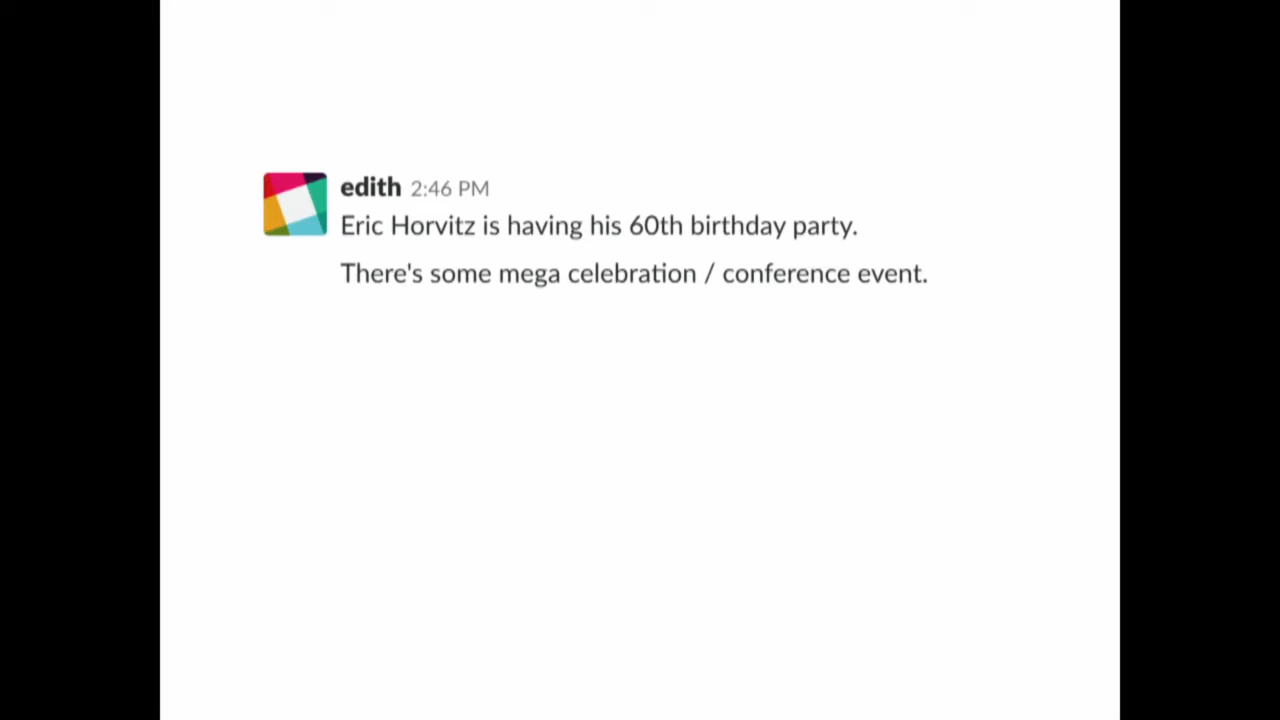 edith 2:46 PM
Eric Horvitz is having his 60th birthday party.
There's some mega celebration / conference event.